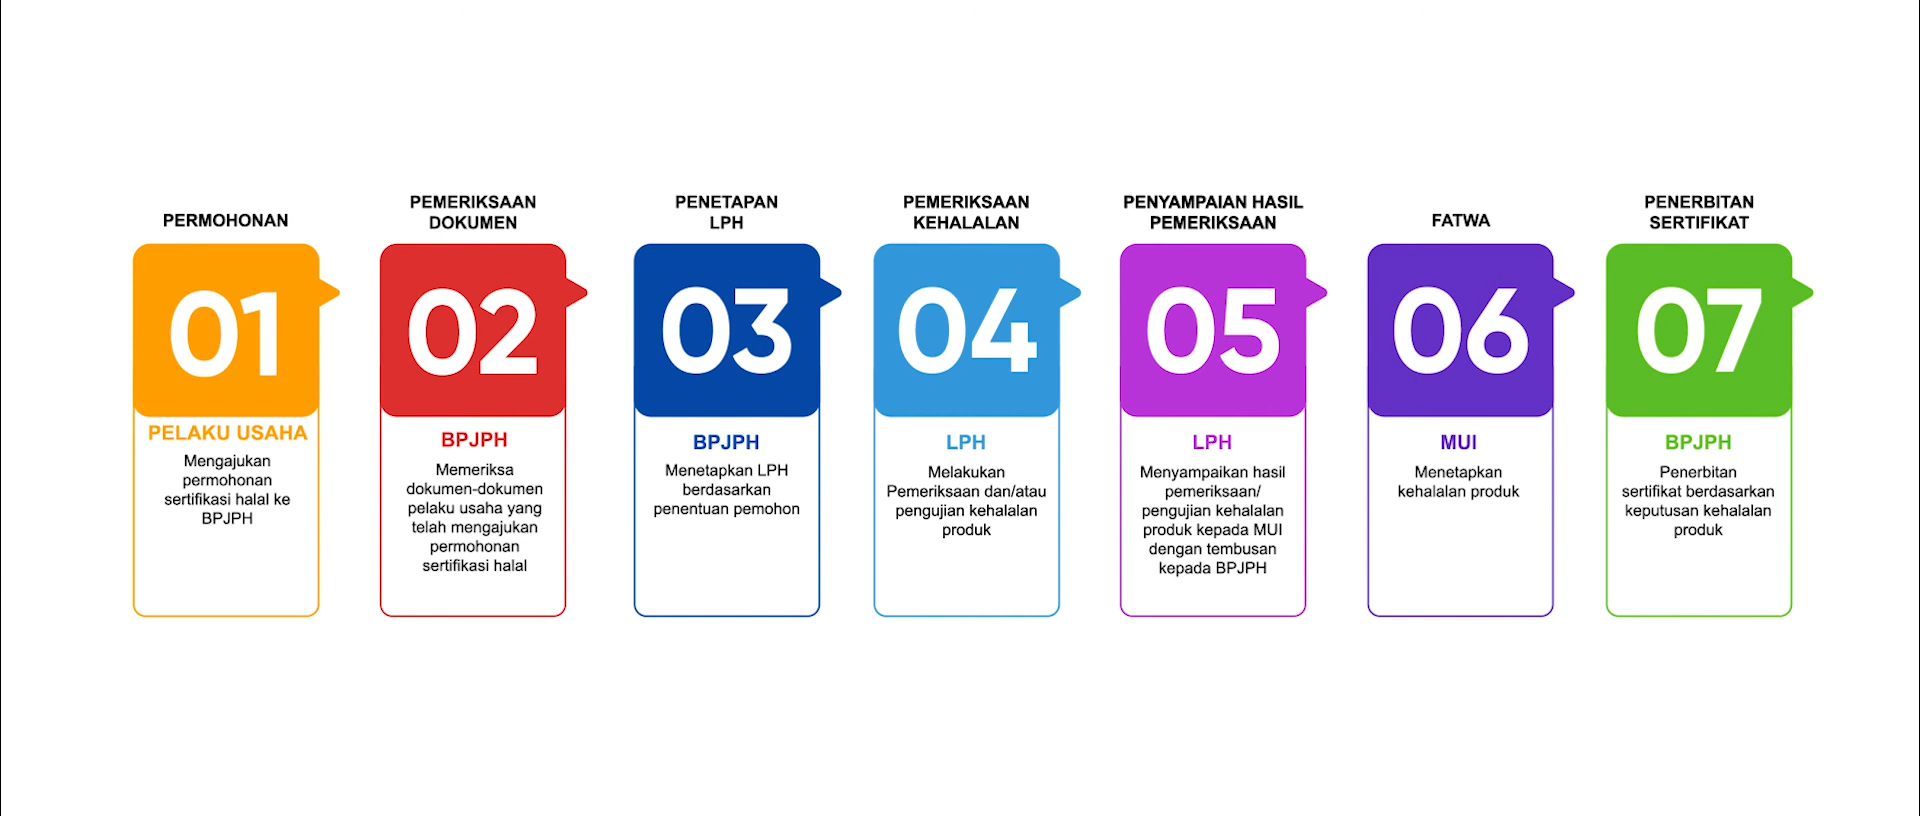 PERMOHONAN
01
PELAKU USAHA
Mengajukan
permohonan
sertifikasi halal ke
BPJPH
PEMERIKSAAN
DOKUMEN
02
BPJPH
Memeriksa
dokumen-dokumen
pelaku usaha yang
telah mengajukan
permohonan
sertifikasi halal
PENETAPAN
LPH
03
BPJPH
Menetapkan LPH
berdasarkan
penentuan pemohon
PEMERIKSAAN
KEHALALAN
04
LPH
Melakukan
Pemeriksaan dan/atau
pengujian kehalalan
produk
PENYAMPAIAN HASIL
PEMERIKSAAN
05
LPH
Menyampaikan hasil
pemeriksaan/
pengujian kehalalan
produk kepada MUI
dengan tembusan
kepada BPJPH
FATWA
06
MUI
Menetapkan
kehalalan produk
PENERBITAN
SERTIFIKAT
07
BPJPH
Penerbitan
sertifikat berdasarkan
keputusan kehalalan
produk